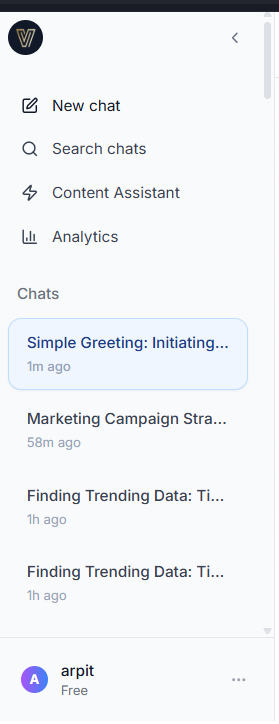 New chat
Search chats
Content Assistant
Analytics
Chats
Simple Greeting: Initiating...
1m ago
Marketing Campaign Stra...
58m ago
Finding Trending Data: Ti...
1h ago
Finding Trending Data: Ti...
1h ago
A
arpit
Free